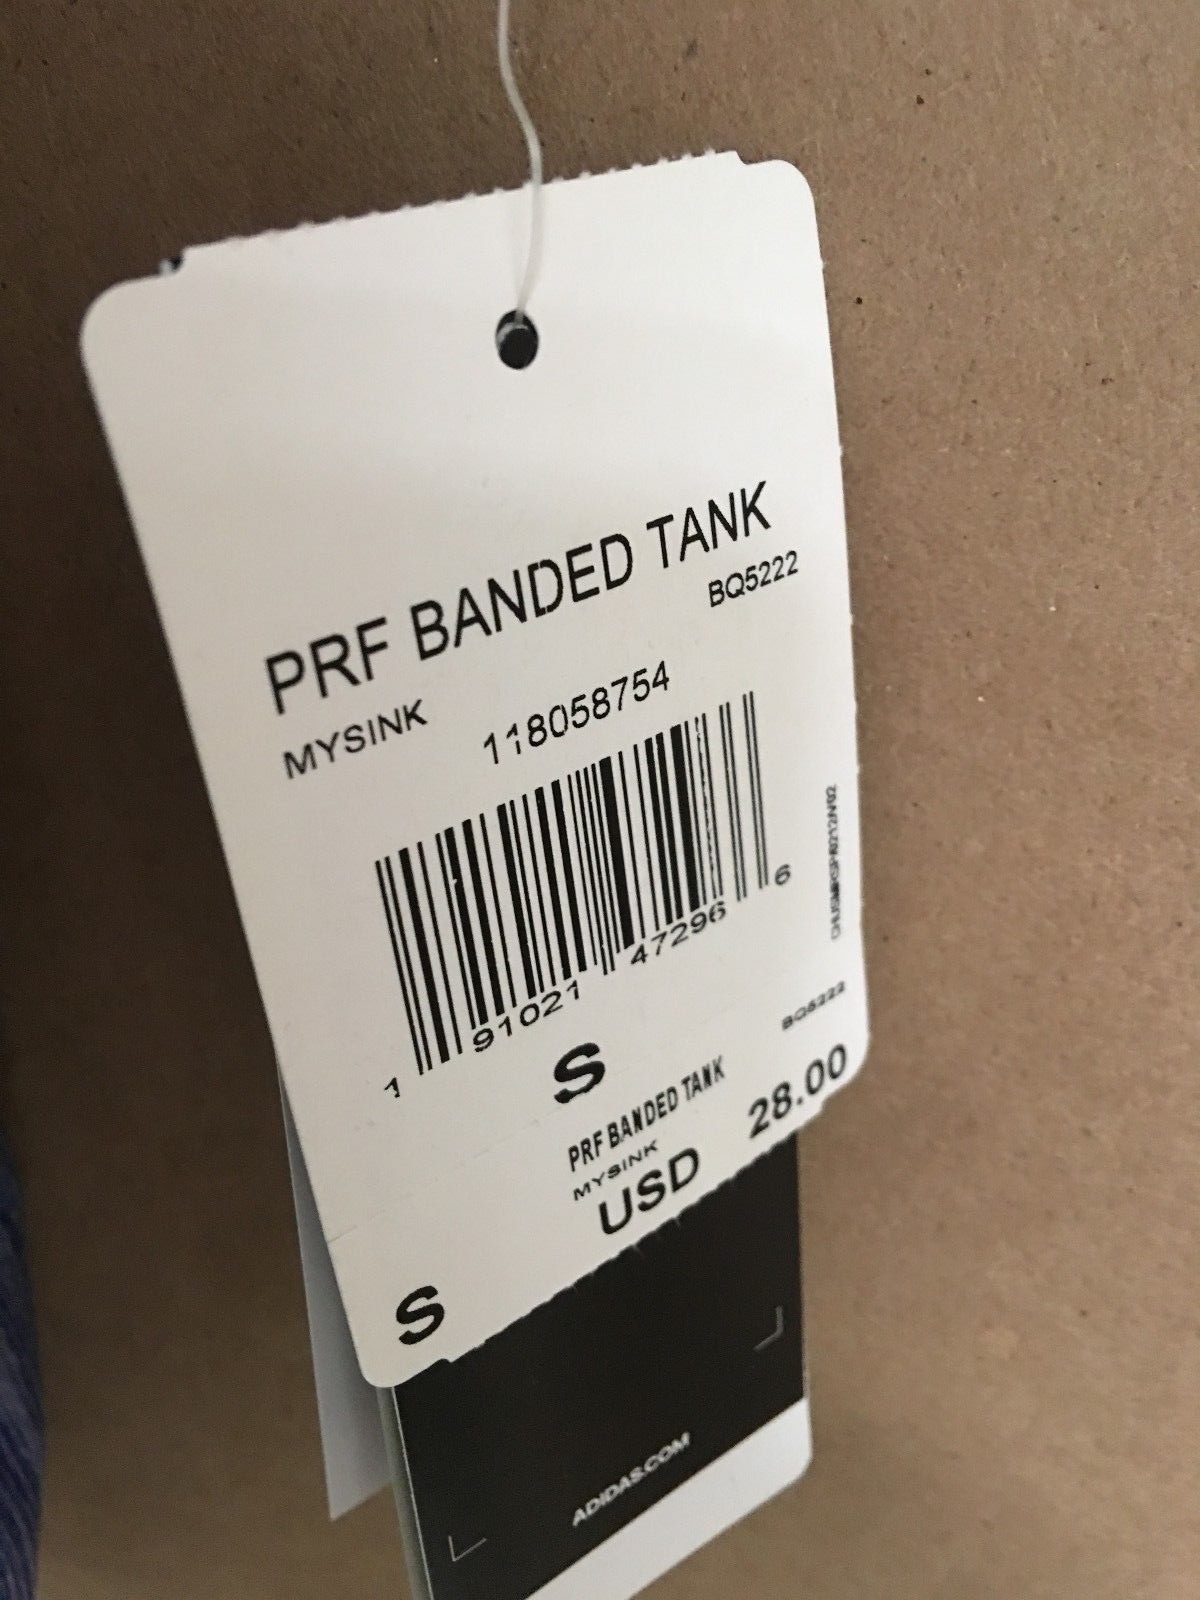 PRF BANDED TANK
BQ5222
MYSINK
118058754
1 91021 47296 6
S
BQ5222
PRF BANDED TANK
MYSINK
28.00
USD
S
ADIDAS.COM